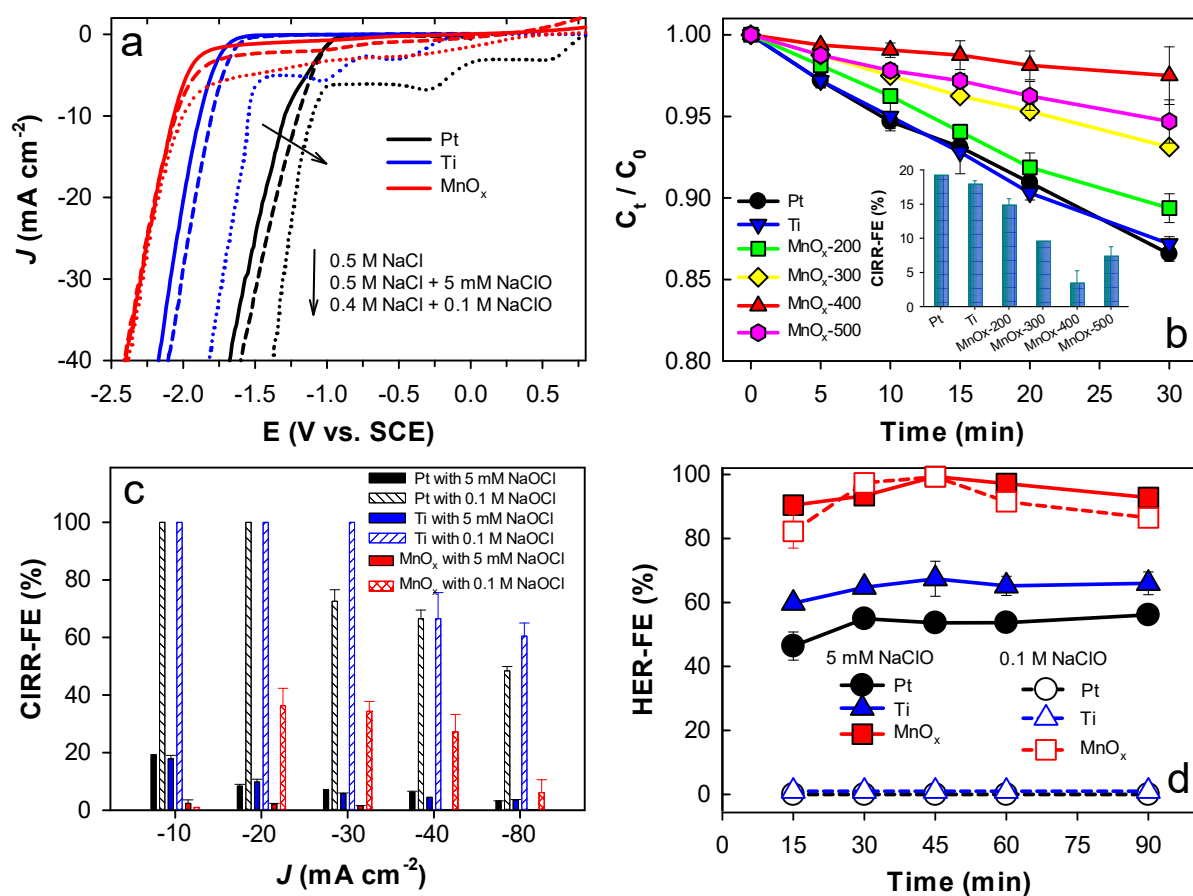 a
J (mA cm-2)
0
-10
-20
-30
-40
Pt
Ti
MnOx
0.5 M NaCl
0.5 M NaCl + 5 mM NaClO
0.4 M NaCl + 0.1 M NaClO
-2.5 -2.0 -1.5 -1.0 -0.5 0.0 0.5
E (V vs. SCE)
b
Ct / C0
1.00
0.95
0.90
0.85
0.80
Pt
Ti
MnOx-200
MnOx-300
MnOx-400
MnOx-500
CIRR-FE (%)
20
15
10
5
0
Pt Ti MnOx-200 MnOx-300 MnOx-400 MnOx-500
0 5 10 15 20 25 30
Time (min)
c
CIRR-FE (%)
100
80
60
40
20
0
Pt with 5 mM NaOCl
Pt with 0.1 M NaOCl
Ti with 5 mM NaOCl
Ti with 0.1 M NaOCl
MnOx with 5 mM NaOCl
MnOx with 0.1 M NaOCl
-10 -20 -30 -40 -80
J (mA cm-2)
d
HER-FE (%)
100
80
60
40
20
0
5 mM NaClO
Pt
Ti
MnOx
0.1 M NaClO
Pt
Ti
MnOx
0 15 30 45 60 75 90
Time (min)